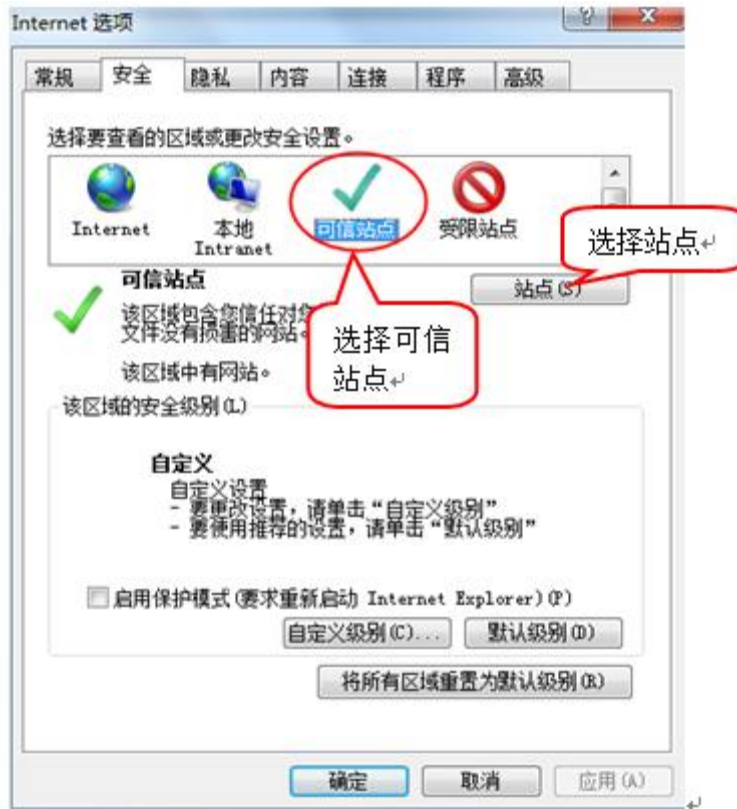 Internet 选项
常规 安全 隐私 内容 连接 程序 高级
选择要查看的区域或更改安全设置。
Internet 本地 Intranet 可信站点 受限站点
选择站点
可信站点
站点(S)
该区域包含您信任对您
文件没有损害的网站。
选择可信
站点
该区域中有网站。
该区域的安全级别(L)
自定义
自定义设置
- 要更改设置，请单击“自定义级别”
- 要使用推荐的设置，请单击“默认级别”
启用保护模式(要求重新启动 Internet Explorer)(P)
自定义级别(C)... 默认级别(D)
将所有区域重置为默认级别(R)
确定 取消 应用(A)